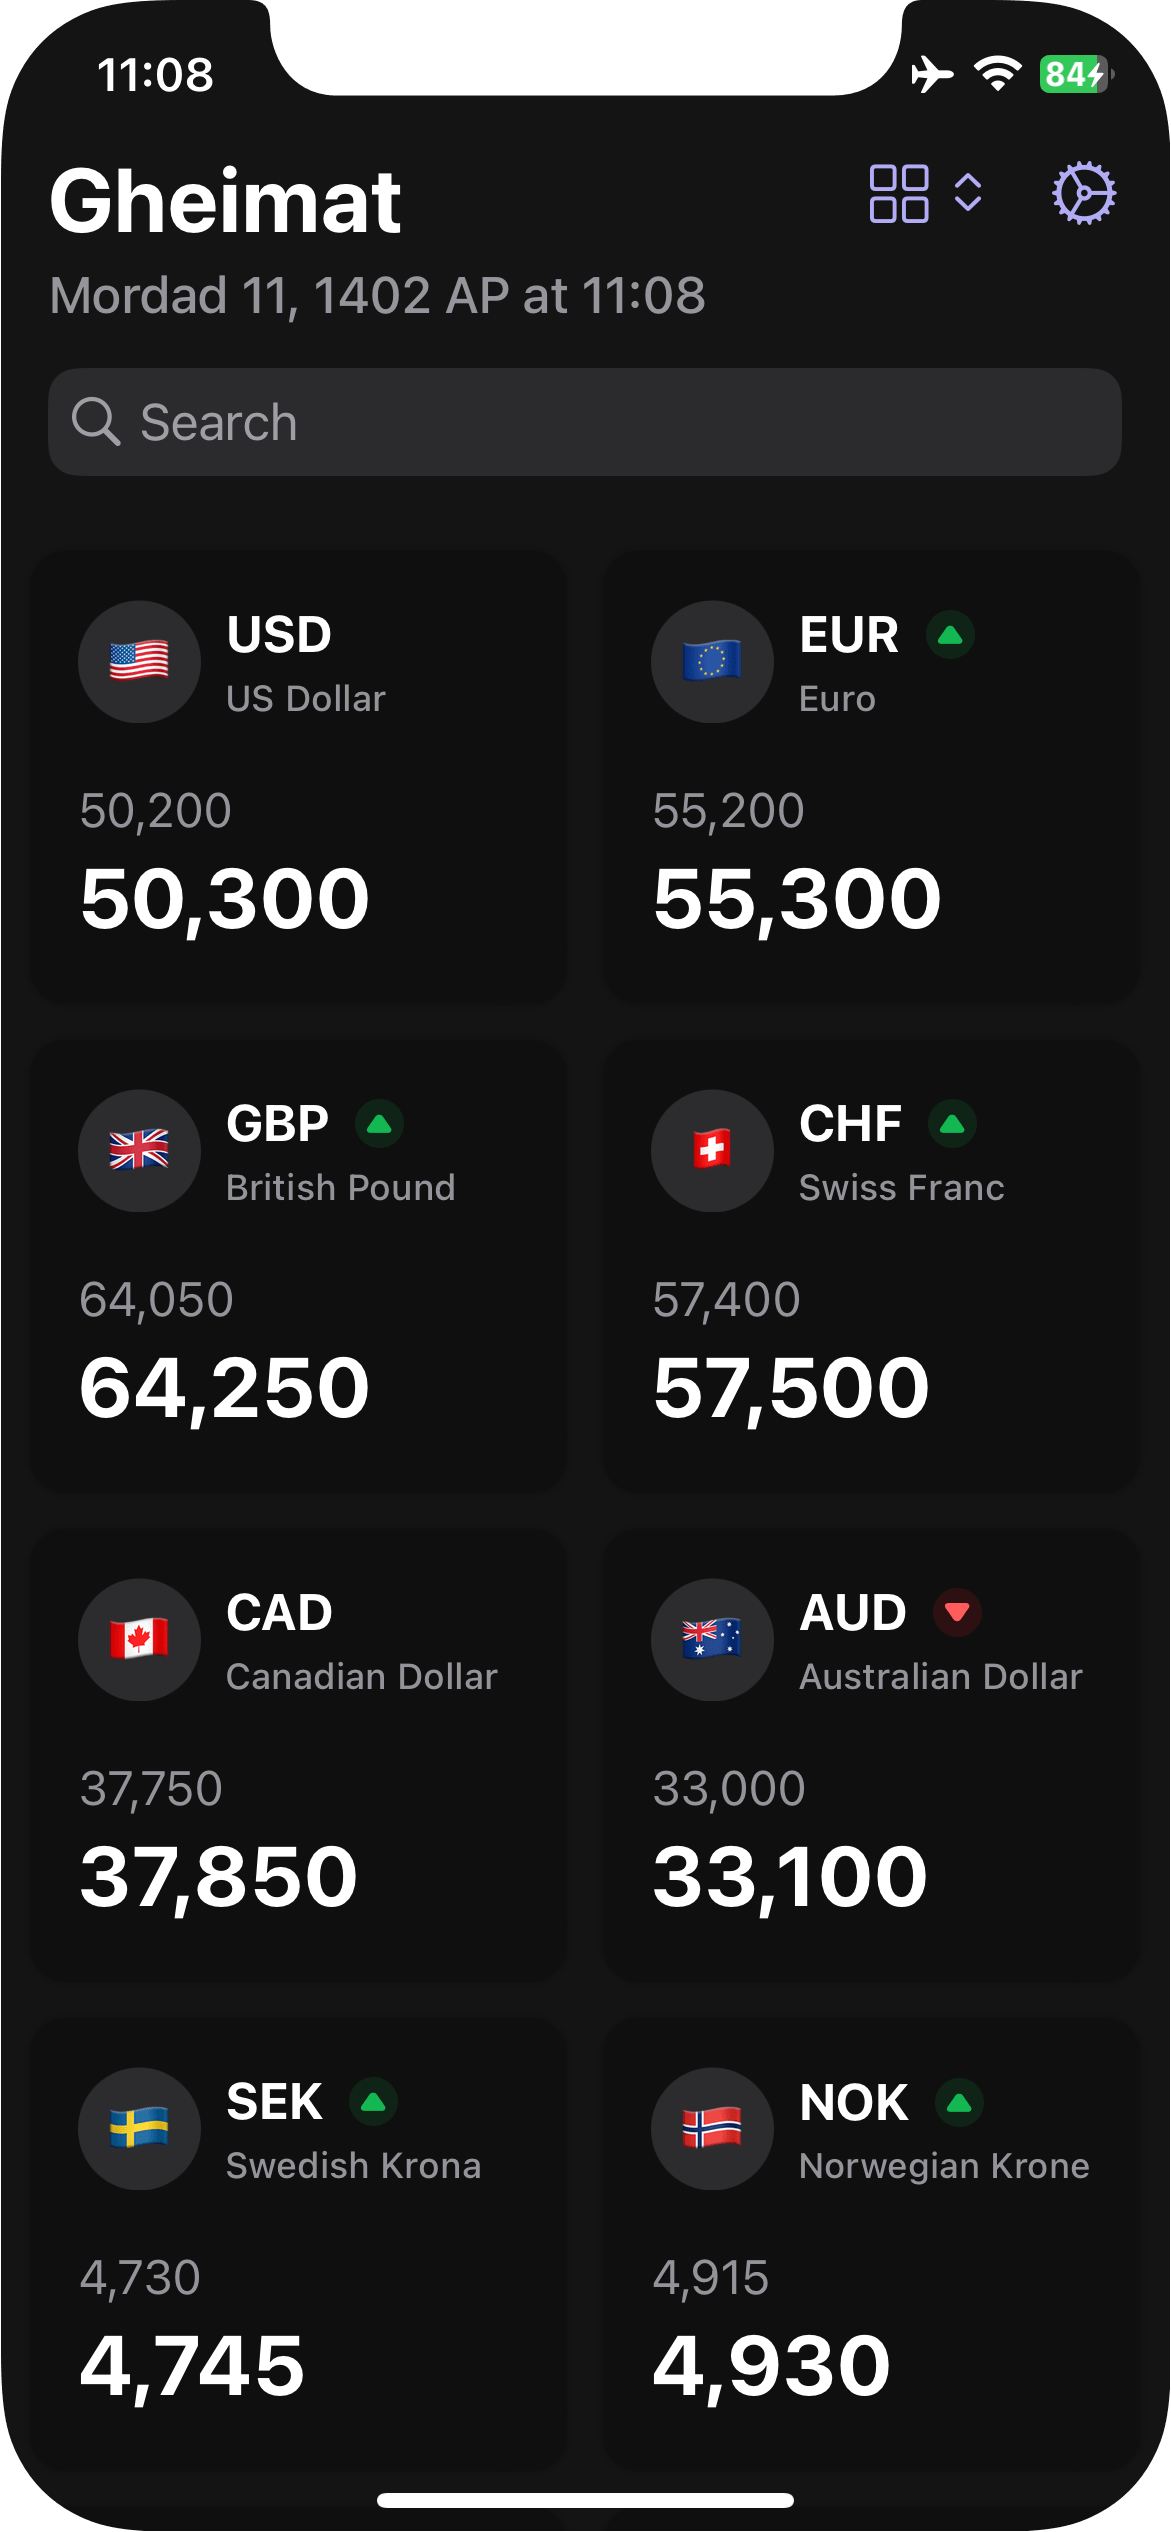 11:08
84
Gheimat
Mordad 11, 1402 AP at 11:08
Search
USD
US Dollar
50,200
50,300
EUR
Euro
55,200
55,300
GBP
British Pound
64,050
64,250
CHF
Swiss Franc
57,400
57,500
CAD
Canadian Dollar
37,750
37,850
AUD
Australian Dollar
33,000
33,100
SEK
Swedish Krona
4,730
4,745
NOK
Norwegian Krone
4,915
4,930